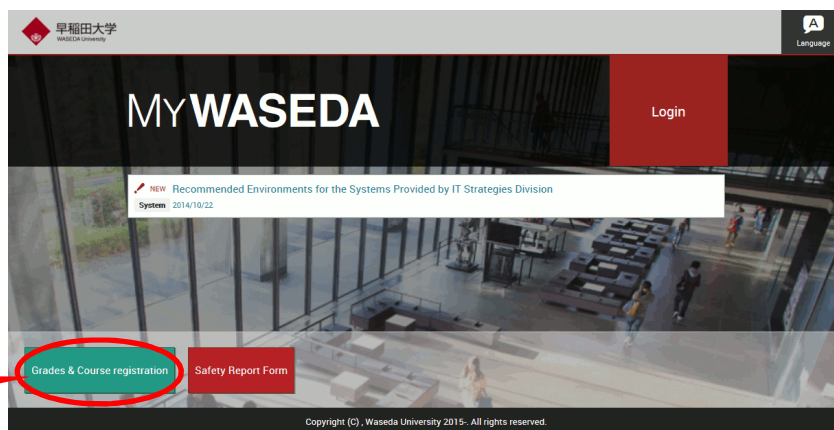 早稲田大学
WASEDA University
A
Language
MYWASEDA
Login
NEW Recommended Environments for the Systems Provided by IT Strategies Division
System 2014/10/22
Grades & Course registration
Safety Report Form
Copyright (C) , Waseda University 2015-. All rights reserved.